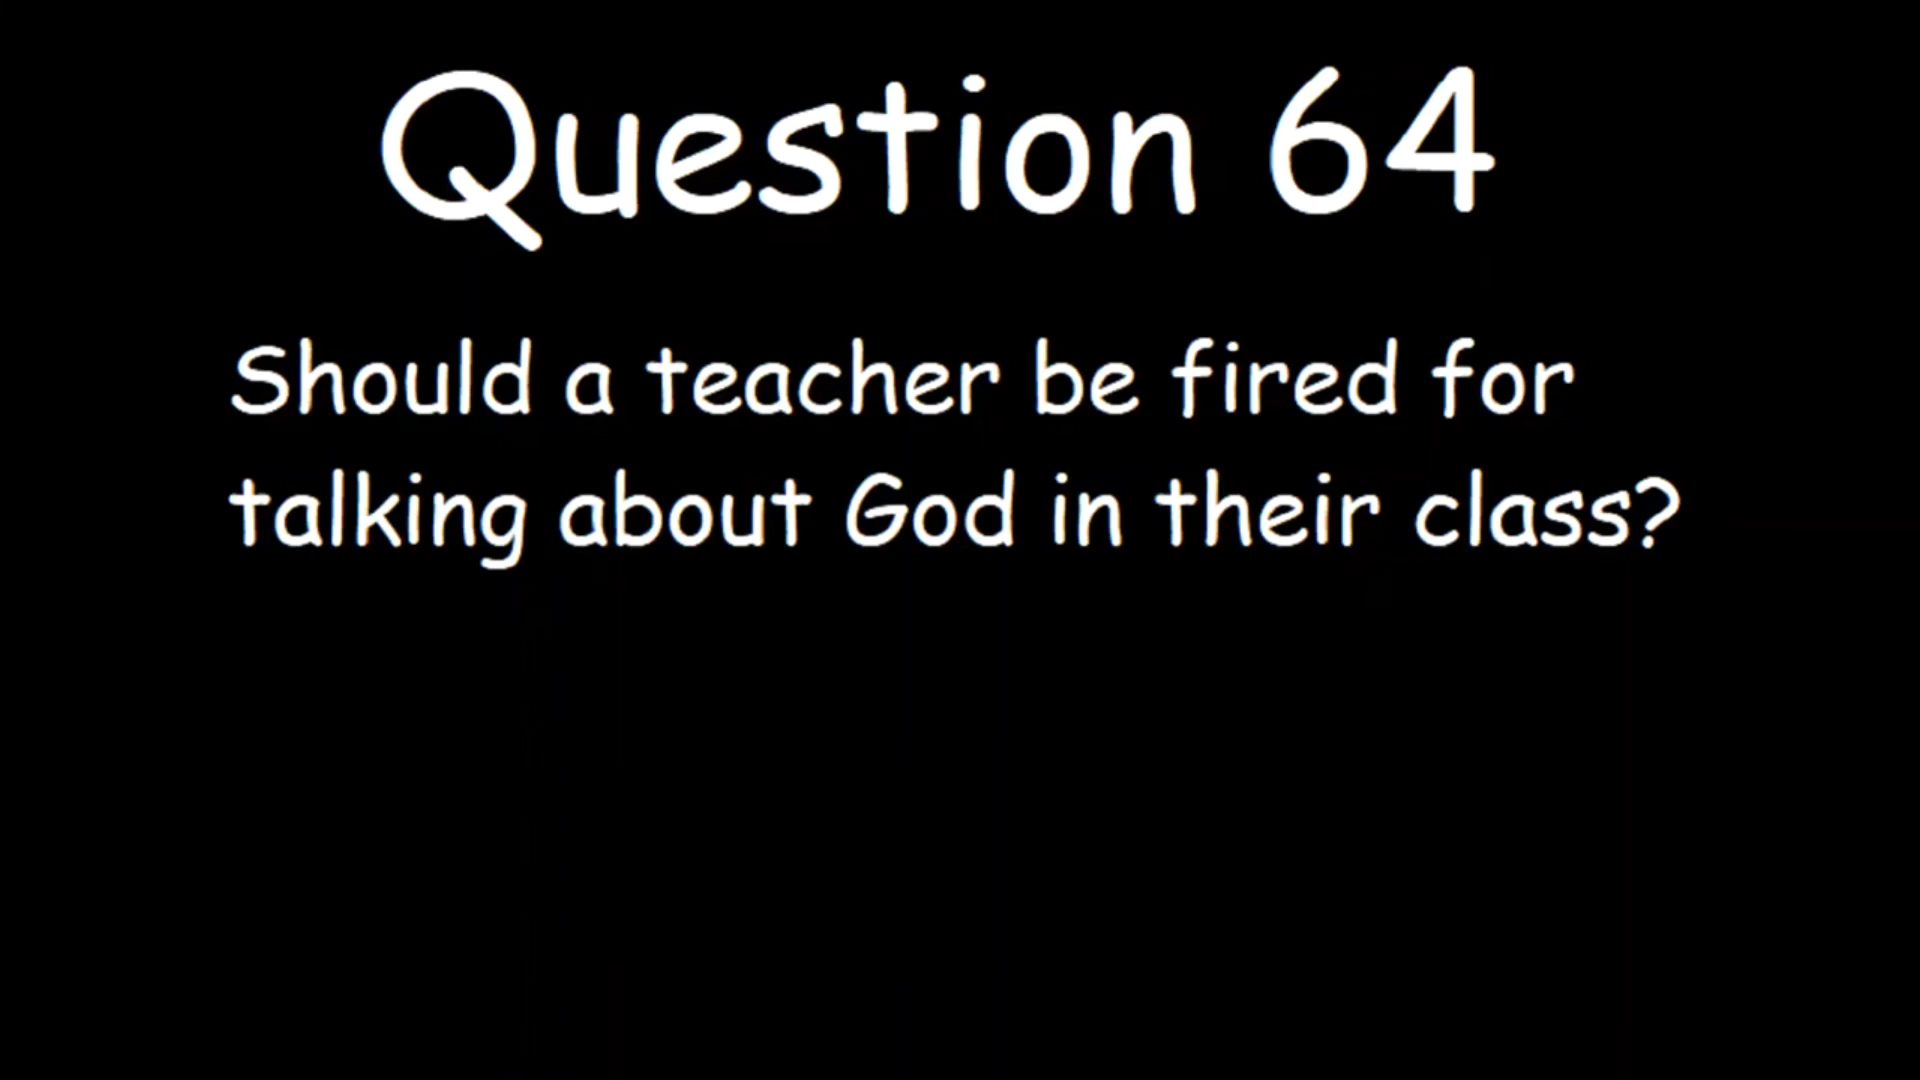 Question 64
Should a teacher be fired for
talking about God in their class?